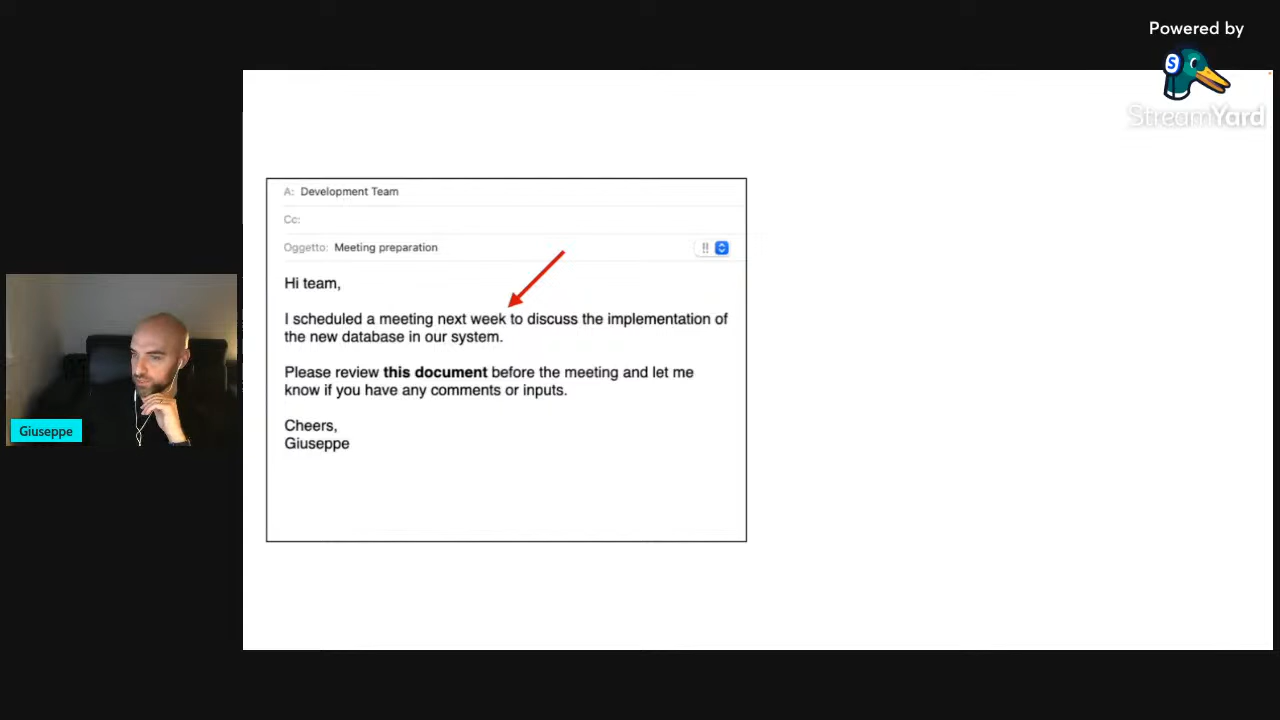 Powered by
S
StreamYard
A: Development Team
Cc:
Oggetto: Meeting preparation
!!
Hi team,
I scheduled a meeting next week to discuss the implementation of
the new database in our system.
Please review this document before the meeting and let me
know if you have any comments or inputs.
Cheers,
Giuseppe
Giuseppe